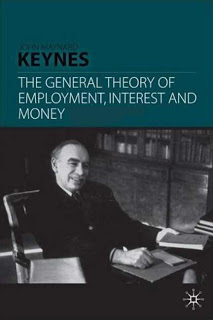 JOHN MAYNARD
KEYNES
THE GENERAL THEORY OF
EMPLOYMENT, INTEREST AND
MONEY